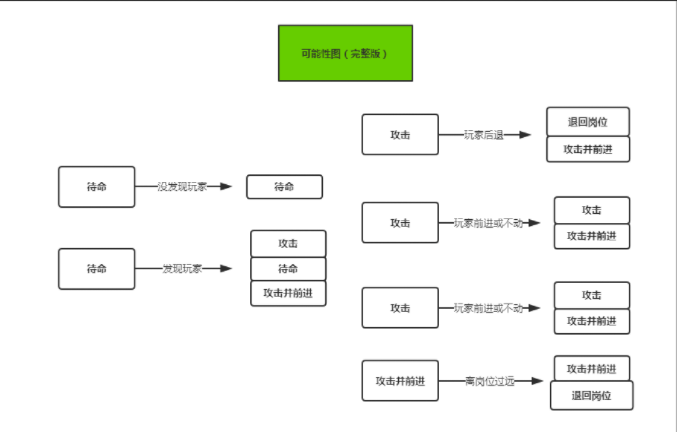 可能性图（完整版）
待命
没发现玩家
待命
待命
发现玩家
攻击
待命
攻击并前进
攻击
玩家后退
退回岗位
攻击并前进
攻击
玩家前进或不动
攻击
攻击并前进
攻击
玩家前进或不动
攻击
攻击并前进
攻击并前进
离岗位过远
攻击并前进
退回岗位